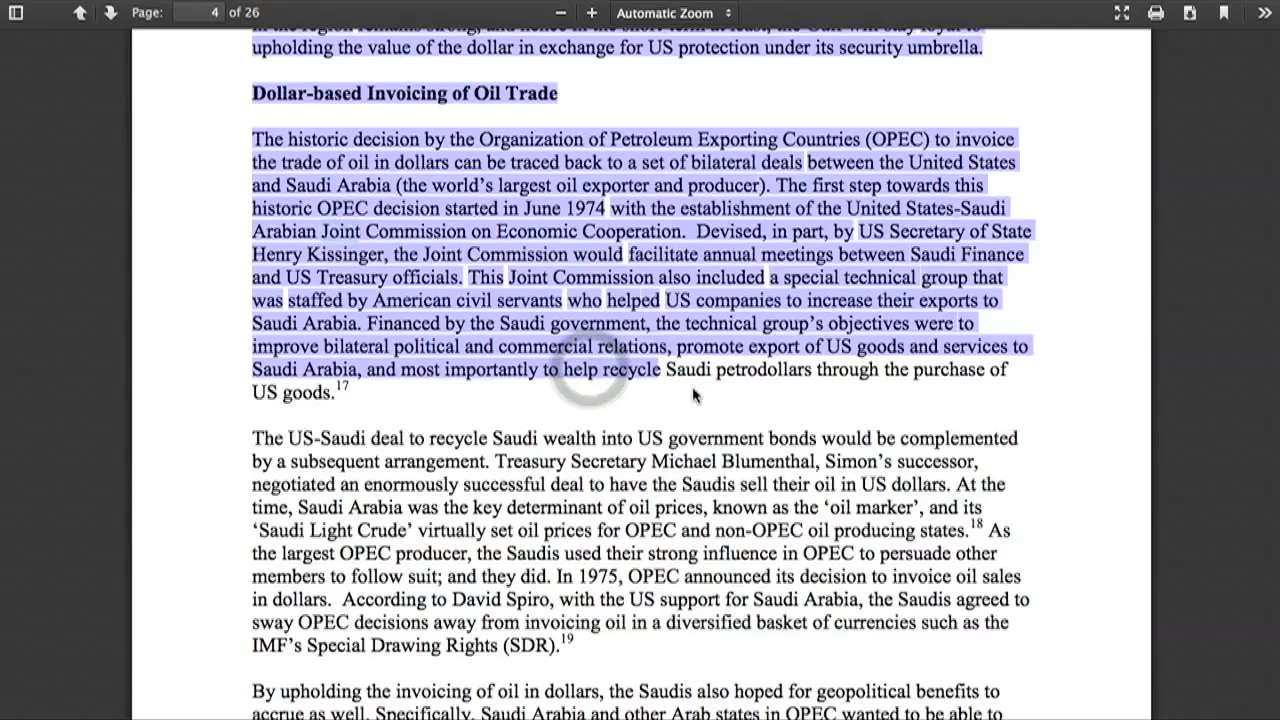 Page: 4 of 26 Automatic Zoom
upholding the value of the dollar in exchange for US protection under its security umbrella.
Dollar-based Invoicing of Oil Trade
The historic decision by the Organization of Petroleum Exporting Countries (OPEC) to invoice
the trade of oil in dollars can be traced back to a set of bilateral deals between the United States
and Saudi Arabia (the world's largest oil exporter and producer). The first step towards this
historic OPEC decision started in June 1974 with the establishment of the United States-Saudi
Arabian Joint Commission on Economic Cooperation.  Devised, in part, by US Secretary of State
Henry Kissinger, the Joint Commission would facilitate annual meetings between Saudi Finance
and US Treasury officials. This Joint Commission also included a special technical group that
was staffed by American civil servants who helped US companies to increase their exports to
Saudi Arabia. Financed by the Saudi government, the technical group's objectives were to
improve bilateral political and commercial relations, promote export of US goods and services to
Saudi Arabia, and most importantly to help recycle Saudi petrodollars through the purchase of
US goods.17
The US-Saudi deal to recycle Saudi wealth into US government bonds would be complemented
by a subsequent arrangement. Treasury Secretary Michael Blumenthal, Simon's successor,
negotiated an enormously successful deal to have the Saudis sell their oil in US dollars. At the
time, Saudi Arabia was the key determinant of oil prices, known as the 'oil marker', and its
'Saudi Light Crude' virtually set oil prices for OPEC and non-OPEC oil producing states.18 As
the largest OPEC producer, the Saudis used their strong influence in OPEC to persuade other
members to follow suit; and they did. In 1975, OPEC announced its decision to invoice oil sales
in dollars.  According to David Spiro, with the US support for Saudi Arabia, the Saudis agreed to
sway OPEC decisions away from invoicing oil in a diversified basket of currencies such as the
IMF's Special Drawing Rights (SDR).19
By upholding the invoicing of oil in dollars, the Saudis also hoped for geopolitical benefits to
accrue as well. Specifically, Saudi Arabia and other Arab states in OPEC wanted to be able to